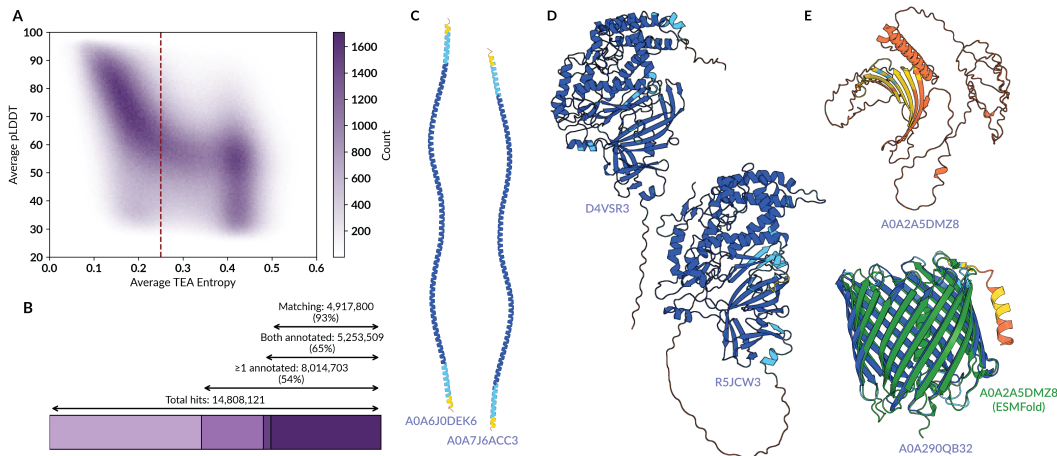 A
100
90
80
70
60
50
40
30
20
Average pLDDT
0.0 0.1 0.2 0.3 0.4 0.5 0.6
Average TEA Entropy
1600
1400
1200
1000
800
600
400
200
Count
B
Matching: 4,917,800
(93%)
Both annotated: 5,253,509
(65%)
≥1 annotated: 8,014,703
(54%)
Total hits: 14,808,121
C
A0A6J0DEK6
A0A7J6ACC3
D
D4VSR3
R5JCW3
E
A0A2A5DMZ8
A0A2A5DMZ8
(ESMFold)
A0A290QB32